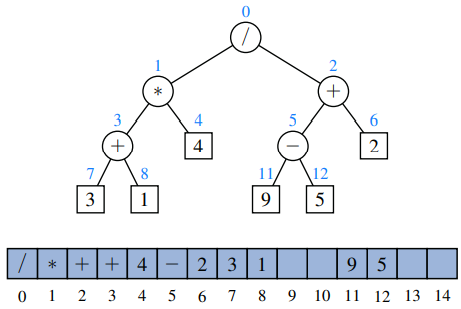 0
/
1 2
* +
3 4 5 6
+ 4 − 2
7 8 11 12
3 1 9 5
/ * + + 4 − 2 3 1 9 5
0 1 2 3 4 5 6 7 8 9 10 11 12 13 14